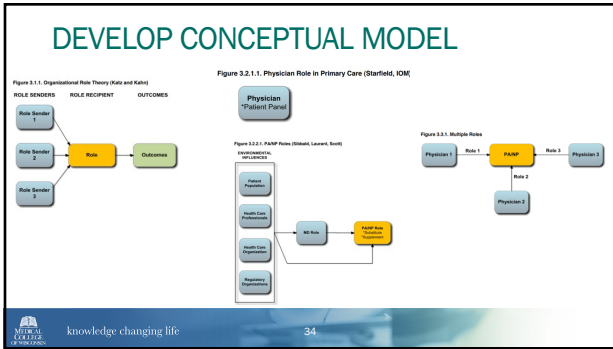 DEVELOP CONCEPTUAL MODEL
Figure 3.1.1. Organizational Role Theory (Katz and Kahn)
ROLE SENDERS ROLE RECIPIENT OUTCOMES
Role Sender
1
Role Sender
2
Role Sender
3
Role
Outcomes
Figure 3.2.1.1. Physician Role in Primary Care (Starfield, IOM(
Physician
*Patient Panel
Figure 3.2.2.1. PA/NP Roles (Sibbald, Laurant, Scott)
ENVIRONMENTAL
INFLUENCES
Patient
Population
Health Care
Professionals
Health Care
Organization
Regulatory
Organizations
MD Role
PA/NP Role
*Substitute
*Supplement
Figure 3.3.1. Multiple Roles
Physician 1
Role 1
PA/NP
Role 3
Physician 3
Role 2
Physician 2
MEDICAL
COLLEGE
OF WISCONSIN
knowledge changing life
34